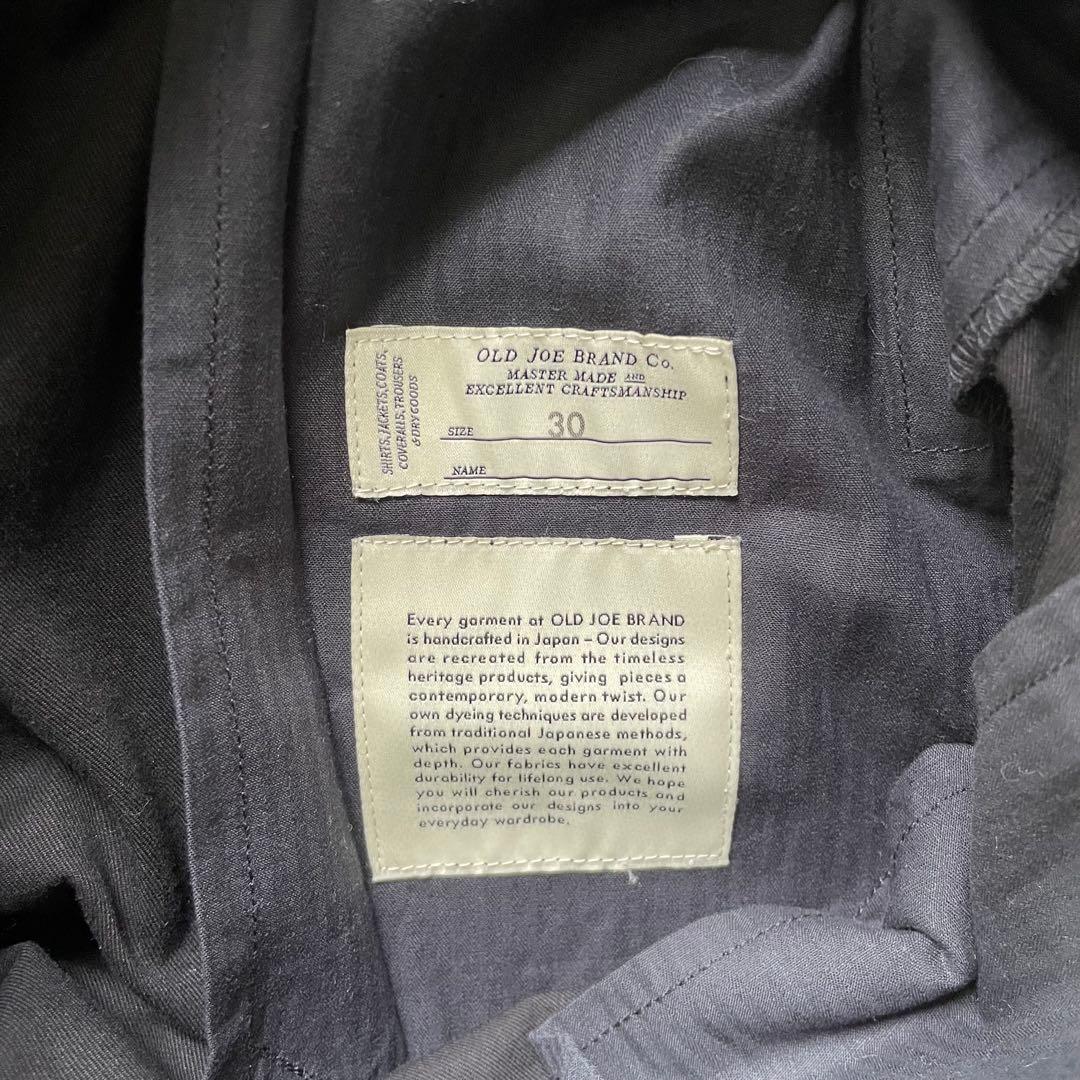 OLD JOE BRAND CO.
MASTER MADE AND
EXCELLENT CRAFTSMANSHIP
SIZE 30
NAME
SHIRTS, JACKETS, COATS,
COVERALLS, TROUSERS
& DRY GOODS
Every garment at OLD JOE BRAND
is handcrafted in Japan – Our designs
are recreated from the timeless
heritage products, giving pieces a
contemporary, modern twist. Our
own dyeing techniques are developed
from traditional Japanese methods,
which provides each garment with
depth. Our fabrics have excellent
durability for lifelong use. We hope
you will cherish our products and
incorporate our designs into your
everyday wardrobe.